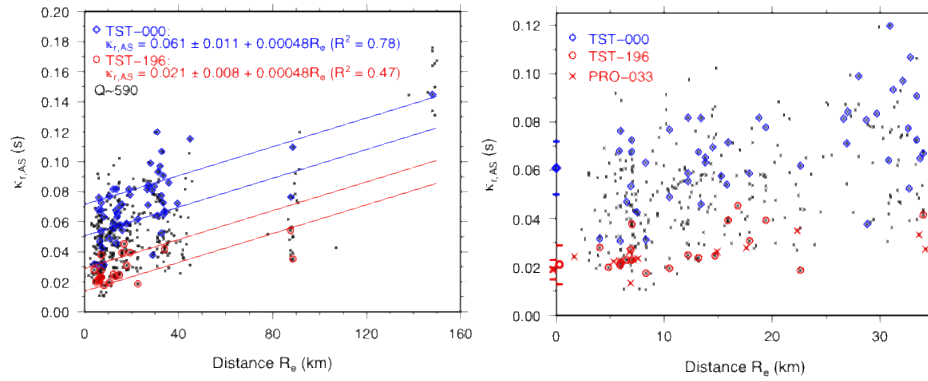 TST−000:
κr,AS = 0.061 ± 0.011 + 0.00048Re (R2 = 0.78)
TST−196:
κr,AS = 0.021 ± 0.008 + 0.00048Re (R2 = 0.47)
Q~590
κr,AS (s)
0.20
0.18
0.16
0.14
0.12
0.10
0.08
0.06
0.04
0.02
0.00
0 40 80 120 160
Distance Re (km)
TST−000
TST−196
PRO−033
κr,AS (s)
0.12
0.10
0.08
0.06
0.04
0.02
0.00
0 10 20 30
Distance Re (km)